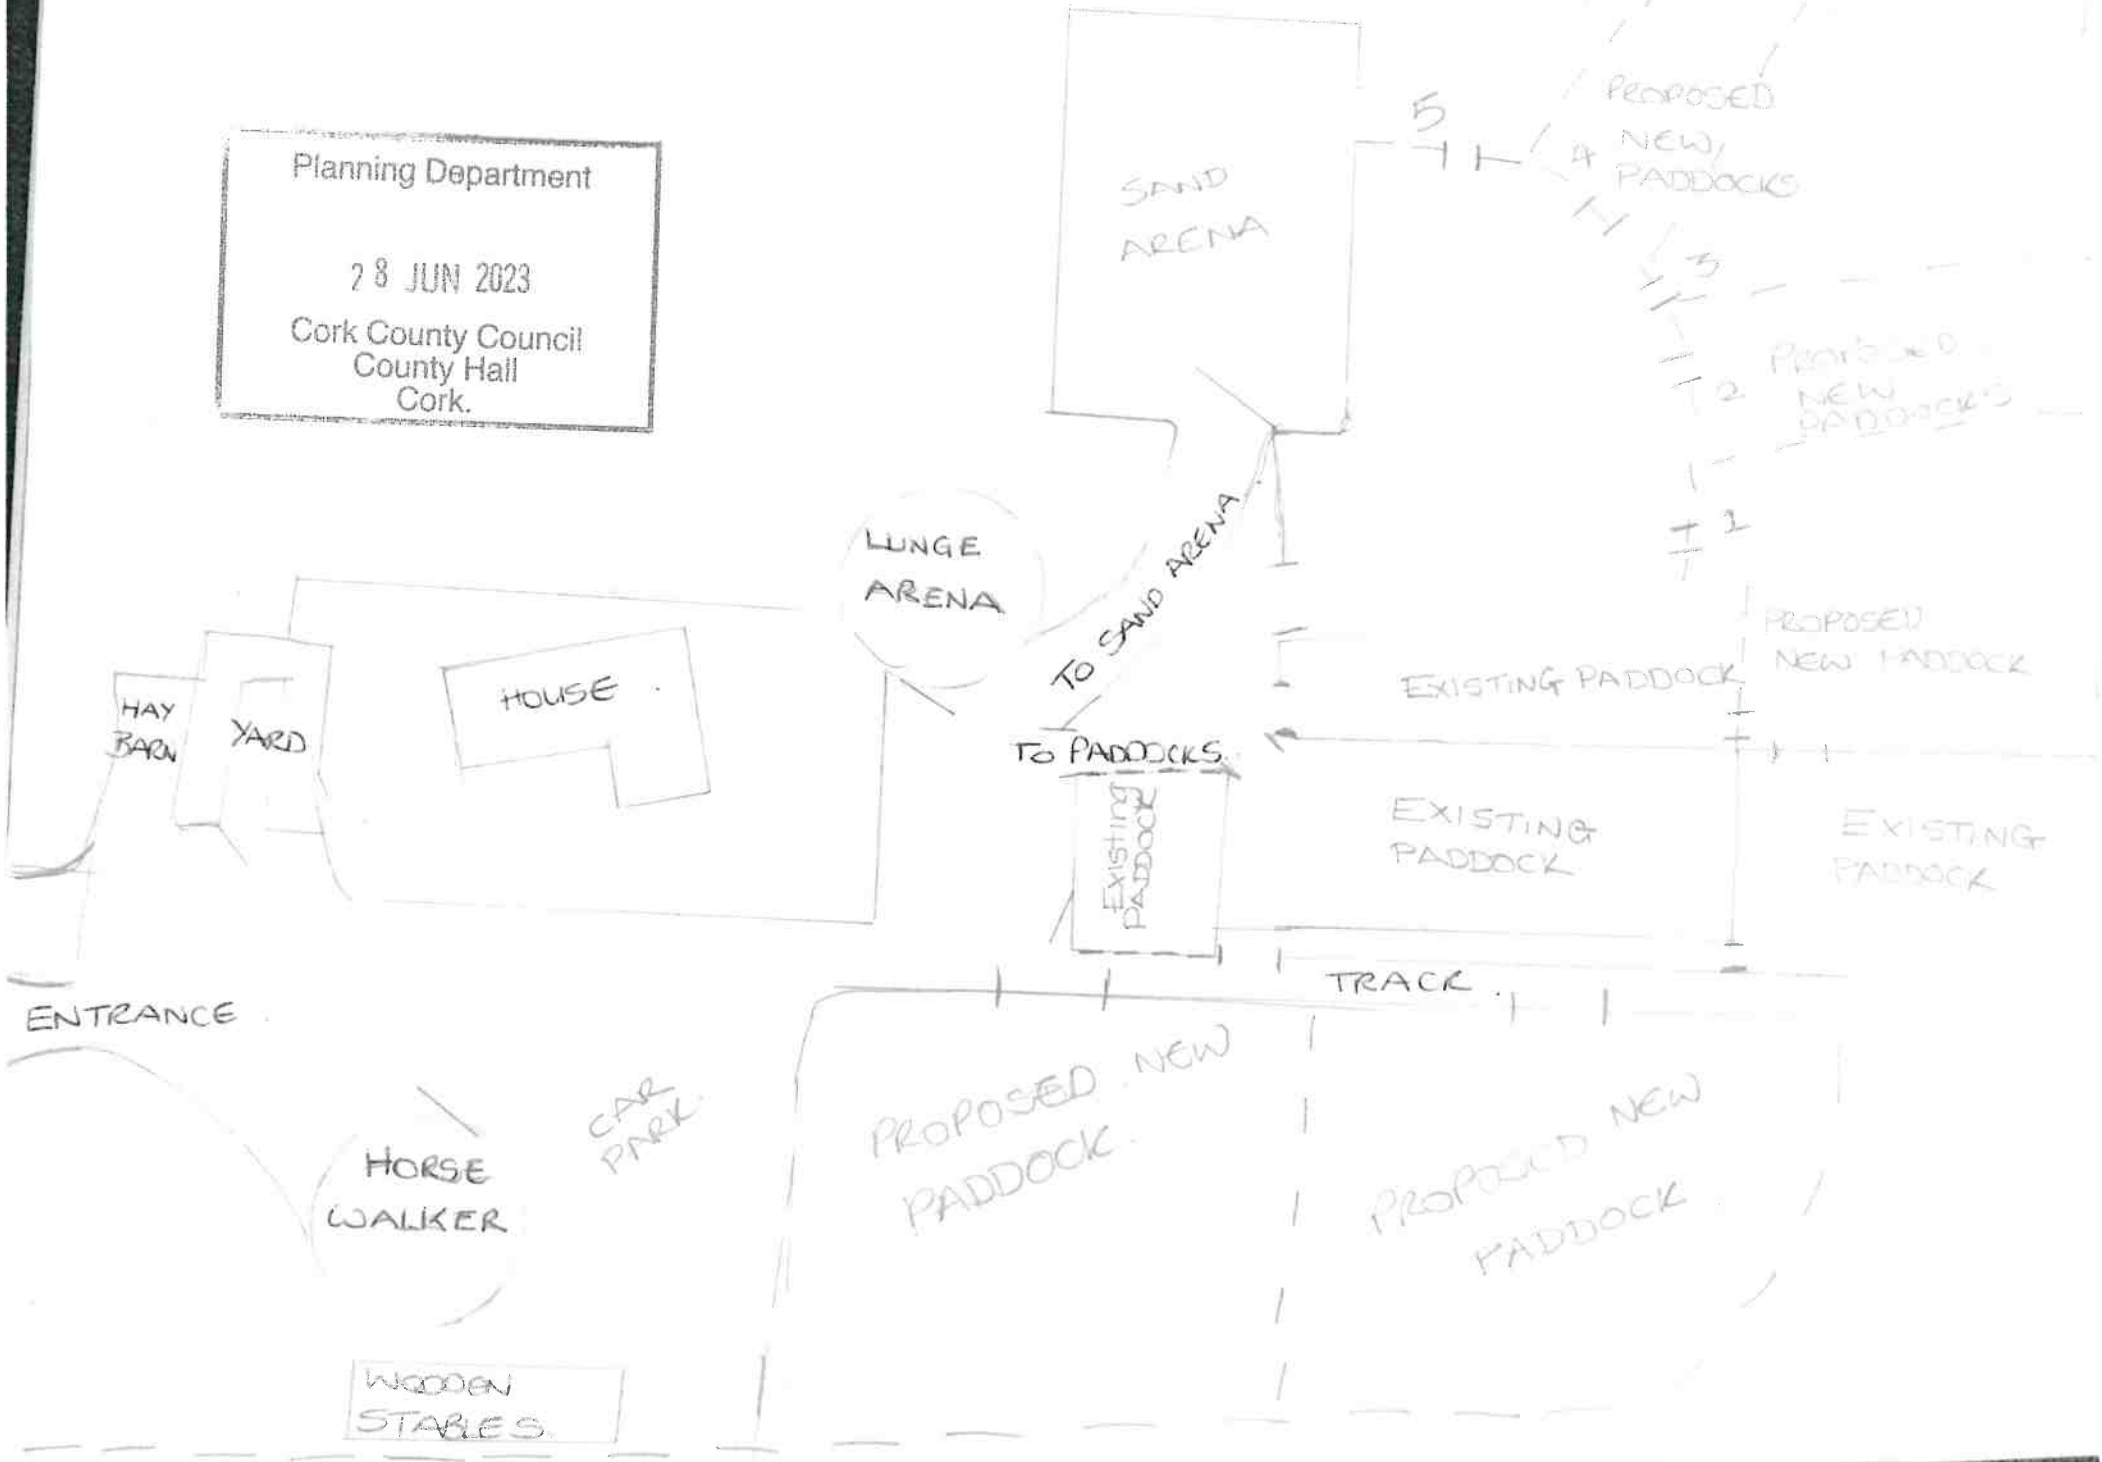 Planning Department
28 JUN 2023
Cork County Council
County Hall
Cork.
SAND
ARENA
5
4
PROPOSED
NEW
PADDOCKS
3
2
PROPOSED
NEW
PADDOCKS
1
LUNGE
ARENA
TO SAND ARENA
PROPOSED
NEW PADDOCK
EXISTING PADDOCK
HAY
BARN
YARD
HOUSE
TO PADDOCKS
EXISTING
PADDOCK
EXISTING
PADDOCK
EXISTING
PADDOCK
TRACK
ENTRANCE
CAR
PARK
HORSE
WALKER
PROPOSED NEW
PADDOCK
PROPOSED NEW
PADDOCK
WOODEN
STABLES